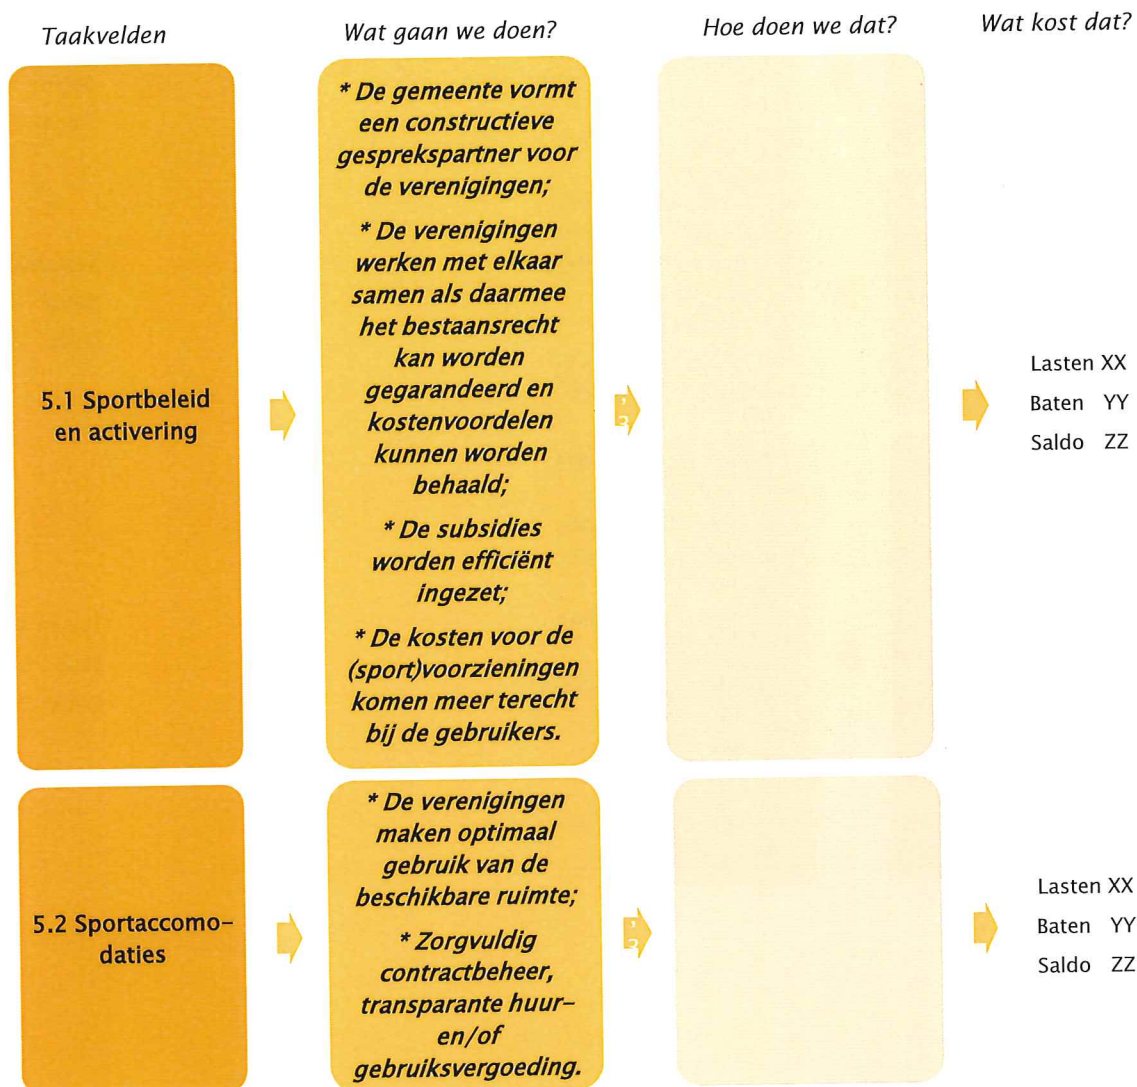 Taakvelden
Wat gaan we doen?
Hoe doen we dat?
Wat kost dat?
5.1 Sportbeleid
en activering
* De gemeente vormt
een constructieve
gesprekspartner voor
de verenigingen;
* De verenigingen
werken met elkaar
samen als daarmee
het bestaansrecht
kan worden
gegarandeerd en
kostenvoordelen
kunnen worden
behaald;
* De subsidies
worden efficiënt
ingezet;
* De kosten voor de
(sport)voorzieningen
komen meer terecht
bij de gebruikers.
Lasten XX
Baten YY
Saldo ZZ
5.2 Sportaccomo-
daties
* De verenigingen
maken optimaal
gebruik van de
beschikbare ruimte;
* Zorgvuldig
contractbeheer,
transparante huur-
en/of
gebruiksvergoeding.
Lasten XX
Baten YY
Saldo ZZ